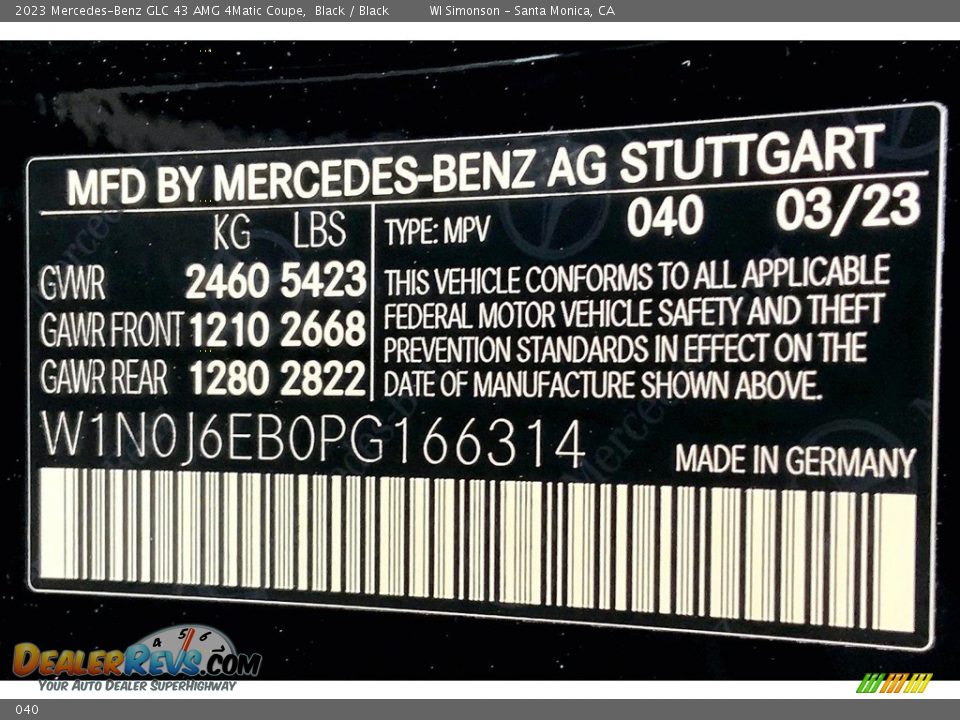 2023 Mercedes-Benz GLC 43 AMG 4Matic Coupe, Black / Black WI Simonson - Santa Monica, CA
MFD BY MERCEDES-BENZ AG STUTTGART
KG LBS
GVWR 2460 5423
GAWR FRONT 1210 2668
GAWR REAR 1280 2822
TYPE: MPV 040 03/23
THIS VEHICLE CONFORMS TO ALL APPLICABLE
FEDERAL MOTOR VEHICLE SAFETY AND THEFT
PREVENTION STANDARDS IN EFFECT ON THE
DATE OF MANUFACTURE SHOWN ABOVE.
W1N0J6EB0PG166314
MADE IN GERMANY
4 5 6
DEALERREVS.COM
YOUR AUTO DEALER SUPERHIGHWAY
040